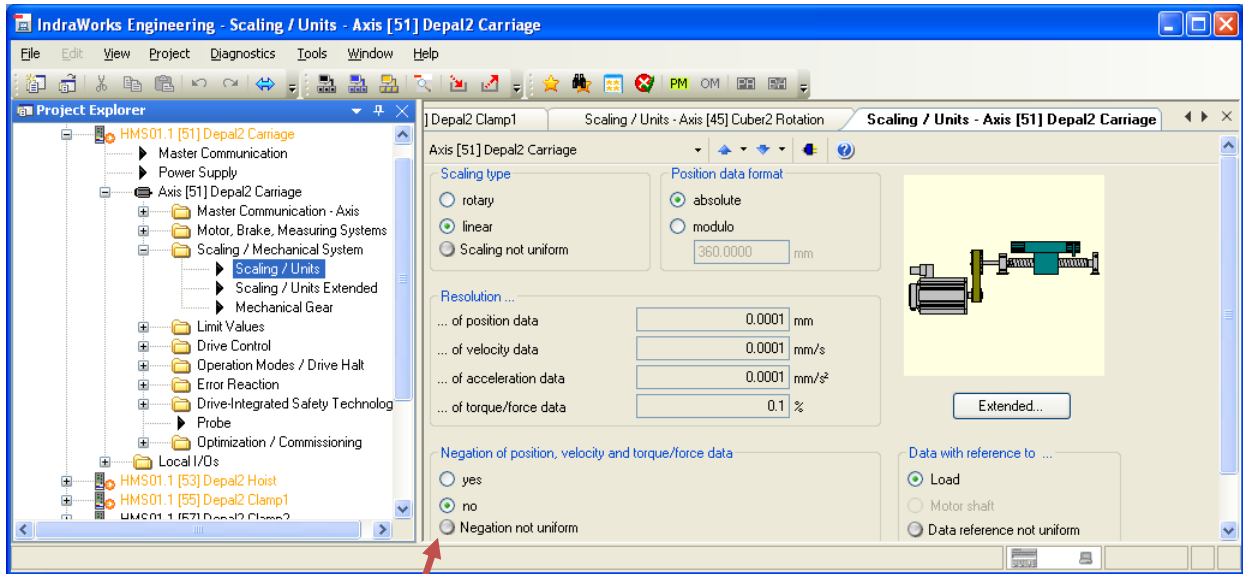 IndraWorks Engineering - Scaling / Units - Axis [51] Depal2 Carriage
File Edit View Project Diagnostics Tools Window Help
PM OM
Project Explorer
HMS01.1 [51] Depal2 Carriage
Master Communication
Power Supply
Axis [51] Depal2 Carriage
Master Communication - Axis
Motor, Brake, Measuring Systems
Scaling / Mechanical System
Scaling / Units
Scaling / Units Extended
Mechanical Gear
Limit Values
Drive Control
Operation Modes / Drive Halt
Error Reaction
Drive-Integrated Safety Technolog
Probe
Optimization / Commissioning
Local I/Os
HMS01.1 [53] Depal2 Hoist
HMS01.1 [55] Depal2 Clamp1
HMS01.1 [57] Depal2 Clamp2
] Depal2 Clamp1 Scaling / Units - Axis [45] Cuber2 Rotation Scaling / Units - Axis [51] Depal2 Carriage
Axis [51] Depal2 Carriage
Scaling type
rotary
linear
Scaling not uniform
Position data format
absolute
modulo
360.0000 mm
Resolution ...
... of position data 0.0001 mm
... of velocity data 0.0001 mm/s
... of acceleration data 0.0001 mm/s²
... of torque/force data 0.1 %
Extended...
Negation of position, velocity and torque/force data
yes
no
Negation not uniform
Data with reference to ...
Load
Motor shaft
Data reference not uniform